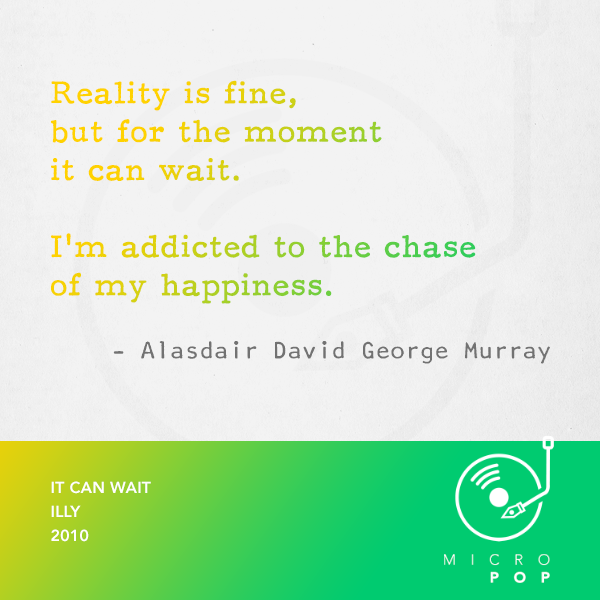 Reality is fine,
but for the moment
it can wait.
I'm addicted to the chase
of my happiness.
- Alasdair David George Murray
IT CAN WAIT
ILLY
2010
MICRO
POP